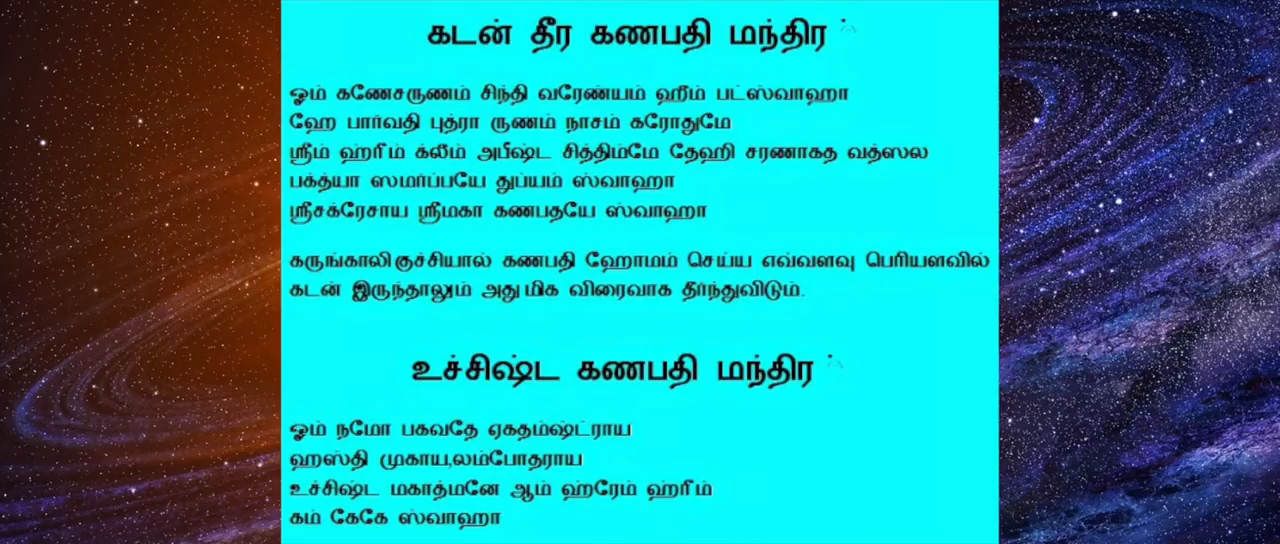 கடன் தீர கணபதி மந்திர
ஓம் கணேசருணம் சிந்தி வரேண்யம் ஹீம் பட்ஸ்வாஹா
ஹே பார்வதி புத்ரா ருணம் நாசம் கரோதுமே
ஸ்ரீம் ஹ்ரீம் க்லீம் அபீஷ்ட சித்திம்மே தேஹி சரணாகத வத்ஸல
பக்த்யா ஸமர்ப்பயே துப்யம் ஸ்வாஹா
ஸ்ரீசக்ரேசாய ஸ்ரீமகா கணபதயே ஸ்வாஹா
கருங்காலி குச்சியால் கணபதி ஹோமம் செய்ய எவ்வளவு பெரியளவில்
கடன் இருந்தாலும் அது மிக விரைவாக தீர்ந்துவிடும்.
உச்சிஷ்ட கணபதி மந்திர
ஓம் நமோ பகவதே ஏகதம்ஷ்ட்ராய
ஹஸ்தி முகாய,லம்போதராய
உச்சிஷ்ட மகாத்மனே ஆம் ஹ்ரேம் ஹ்ரீம்
கம் கேகே ஸ்வாஹா